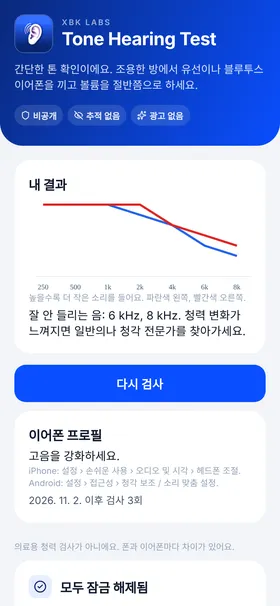 XBK LABS
Tone Hearing Test
간단한 톤 확인이에요. 조용한 방에서 유선이나 블루투스
이어폰을 끼고 볼륨을 절반쯤으로 하세요.
비공개
추적 없음
광고 없음
내 결과
250 500 1k 2k 4k 6k 8k
높을수록 더 작은 소리를 들어요. 파란색 왼쪽, 빨간색 오른쪽.
잘 안 들리는 음: 6 kHz, 8 kHz. 청력 변화가
느껴지면 일반의나 청각 전문가를 찾아가세요.
다시 검사
이어폰 프로필
고음을 강화하세요.
iPhone: 설정 › 손쉬운 사용 › 오디오 및 시각 › 헤드폰 조절.
Android: 설정 › 접근성 › 청각 보조 / 소리 맞춤 설정.
2026. 11. 2. 이후 검사 3회
의료용 청력 검사가 아니에요. 폰과 이어폰마다 차이가 있어요.
모두 잠금 해제됨